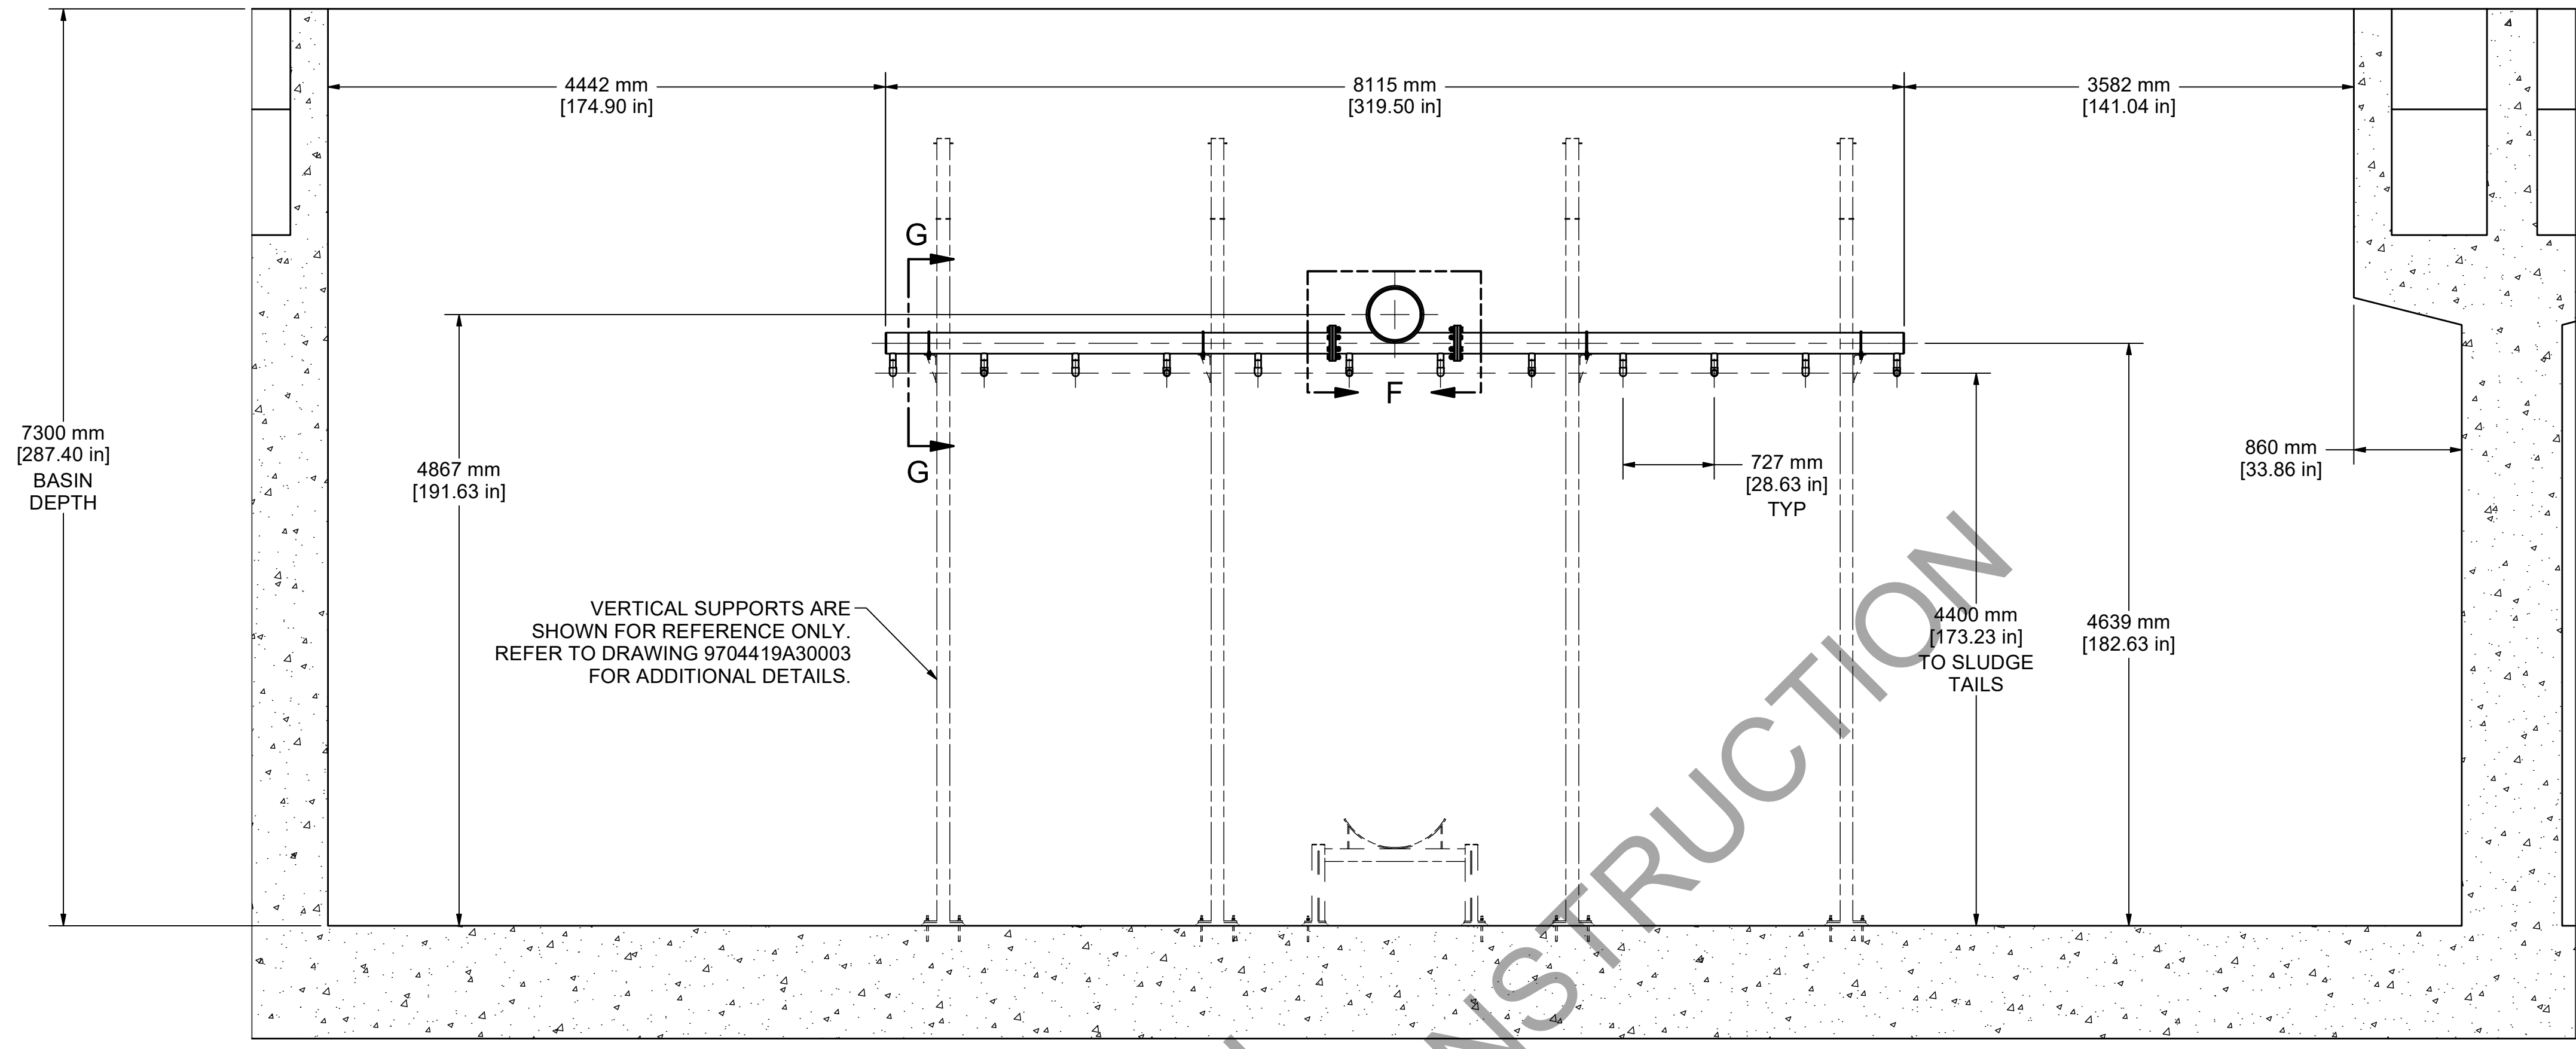 4442 mm
[174.90 in]
8115 mm
[319.50 in]
3582 mm
[141.04 in]
G
G
F
7300 mm
[287.40 in]
BASIN
DEPTH
4867 mm
[191.63 in]
727 mm
[28.63 in]
TYP
860 mm
[33.86 in]
VERTICAL SUPPORTS ARE
SHOWN FOR REFERENCE ONLY.
REFER TO DRAWING 9704419A30003
FOR ADDITIONAL DETAILS.
4400 mm
[173.23 in]
TO SLUDGE
TAILS
4639 mm
[182.63 in]